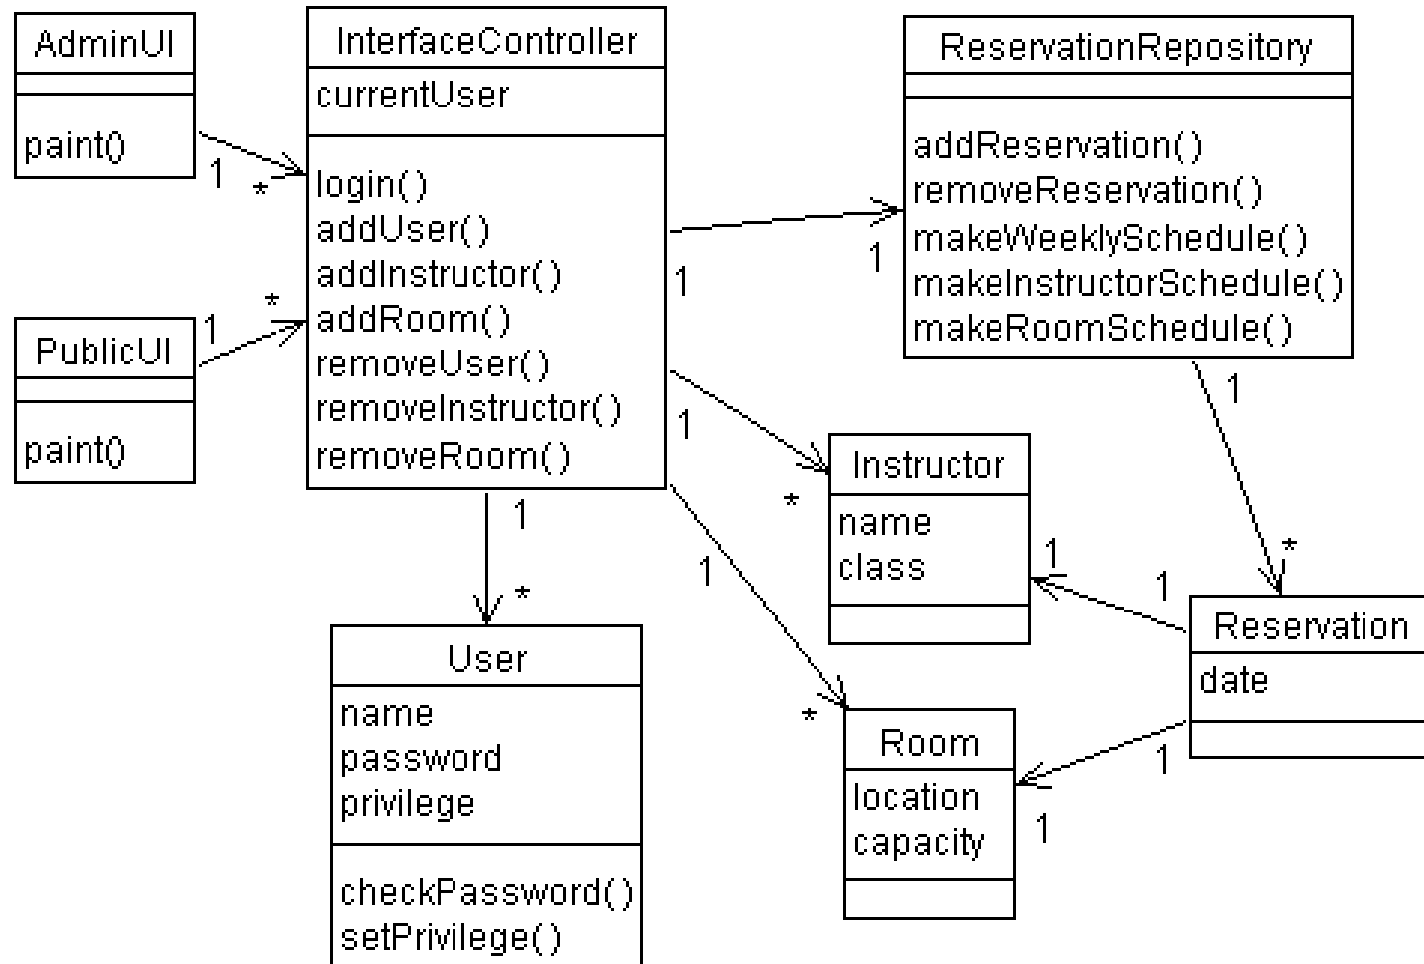 AdminUI
paint()
1
*
InterfaceController
currentUser
login()
addUser()
addInstructor()
addRoom()
removeUser()
removeInstructor()
removeRoom()
ReservationRepository
addReservation()
removeReservation()
makeWeeklySchedule()
makeInstructorSchedule()
makeRoomSchedule()
1
1
PublicUI
paint()
1
*
1
*
Instructor
name
class
1
*
1
1
1
*
Reservation
date
1
*
User
name
password
privilege
checkPassword()
setPrivilege()
Room
location
capacity
1
1